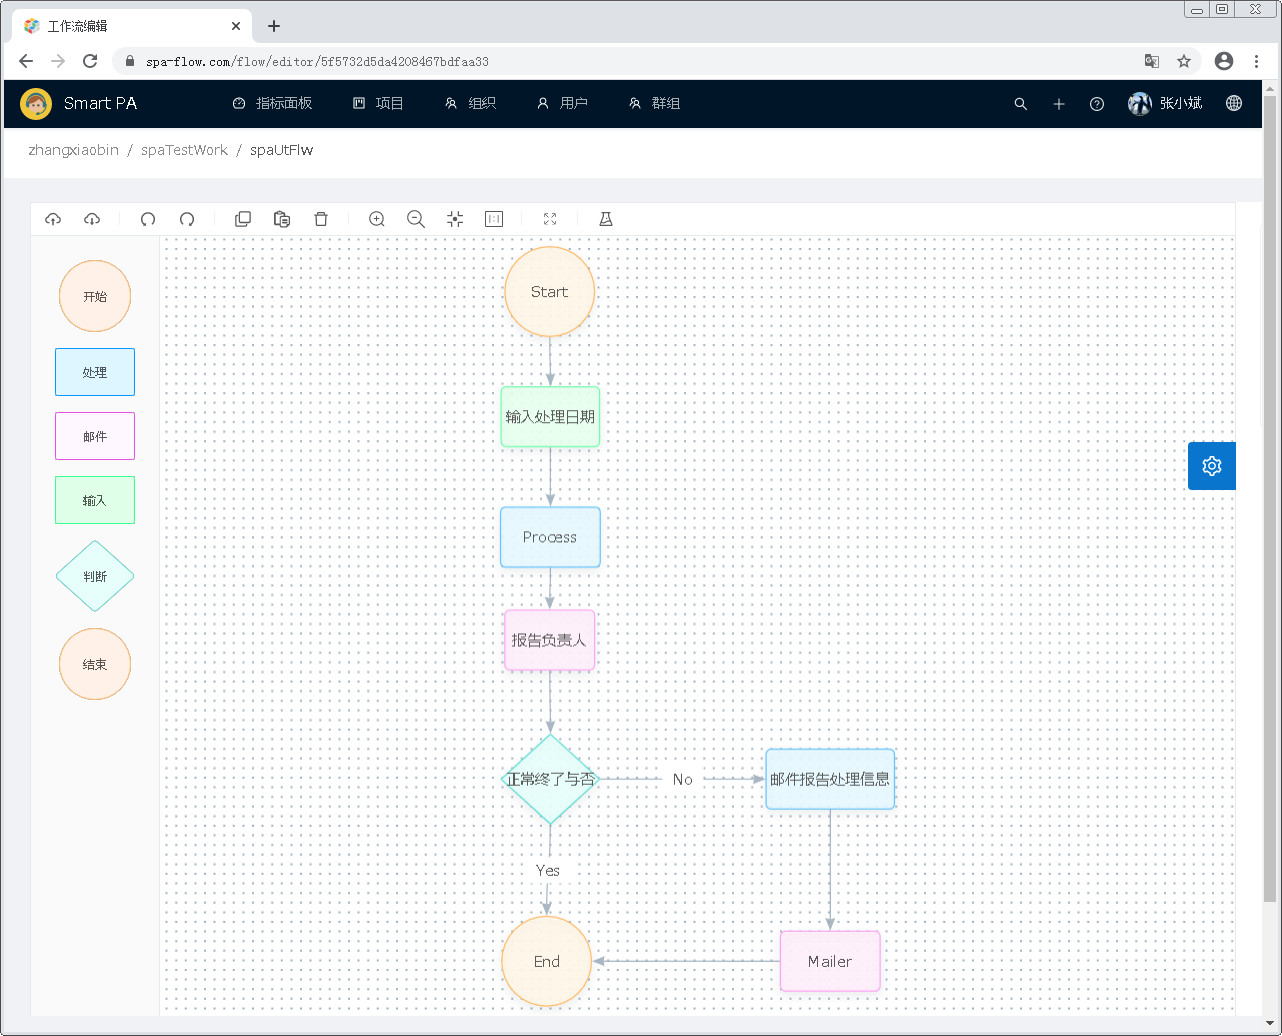 工作流编辑
spa-flow.com/flow/editor/5f5732d5da4208467bdfaa33
Smart PA 指标面板 项目 组织 用户 群组 张小斌
zhangxiaobin / spaTestWork / spaUtFlw
开始
处理
邮件
输入
判断
结束
Start
输入处理日期
Process
报告负责人
正常终了与否
No
邮件报告处理信息
Yes
End
Mailer